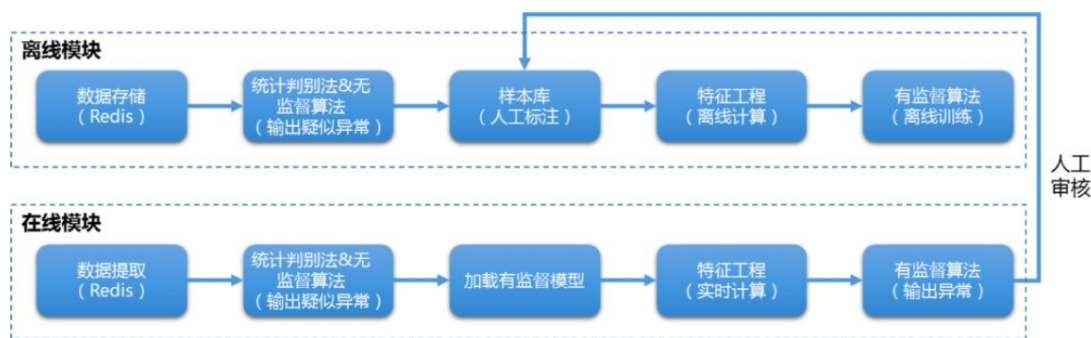 离线模块
数据存储
（Redis）
统计判别法&无
监督算法
（输出疑似异常）
样本库
（人工标注）
特征工程
（离线计算）
有监督算法
（离线训练）
人工
审核
在线模块
数据提取
（Redis）
统计判别法&无
监督算法
（输出疑似异常）
加载有监督模型
特征工程
（实时计算）
有监督算法
（输出异常）